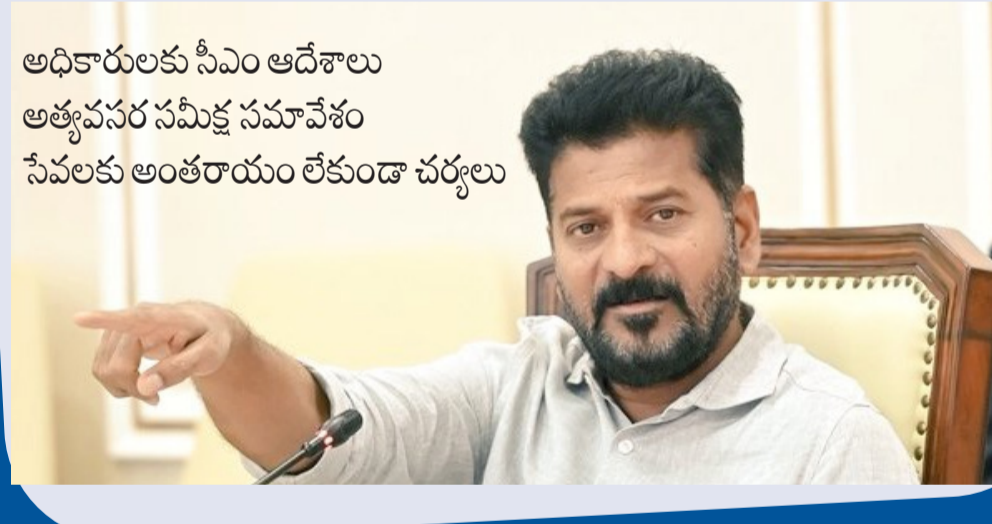 అధికారులకు సీఎం ఆదేశాలు
అత్యవసర సమీక్ష సమావేశం
సేవలకు అంతరాయం లేకుండా చర్యలు